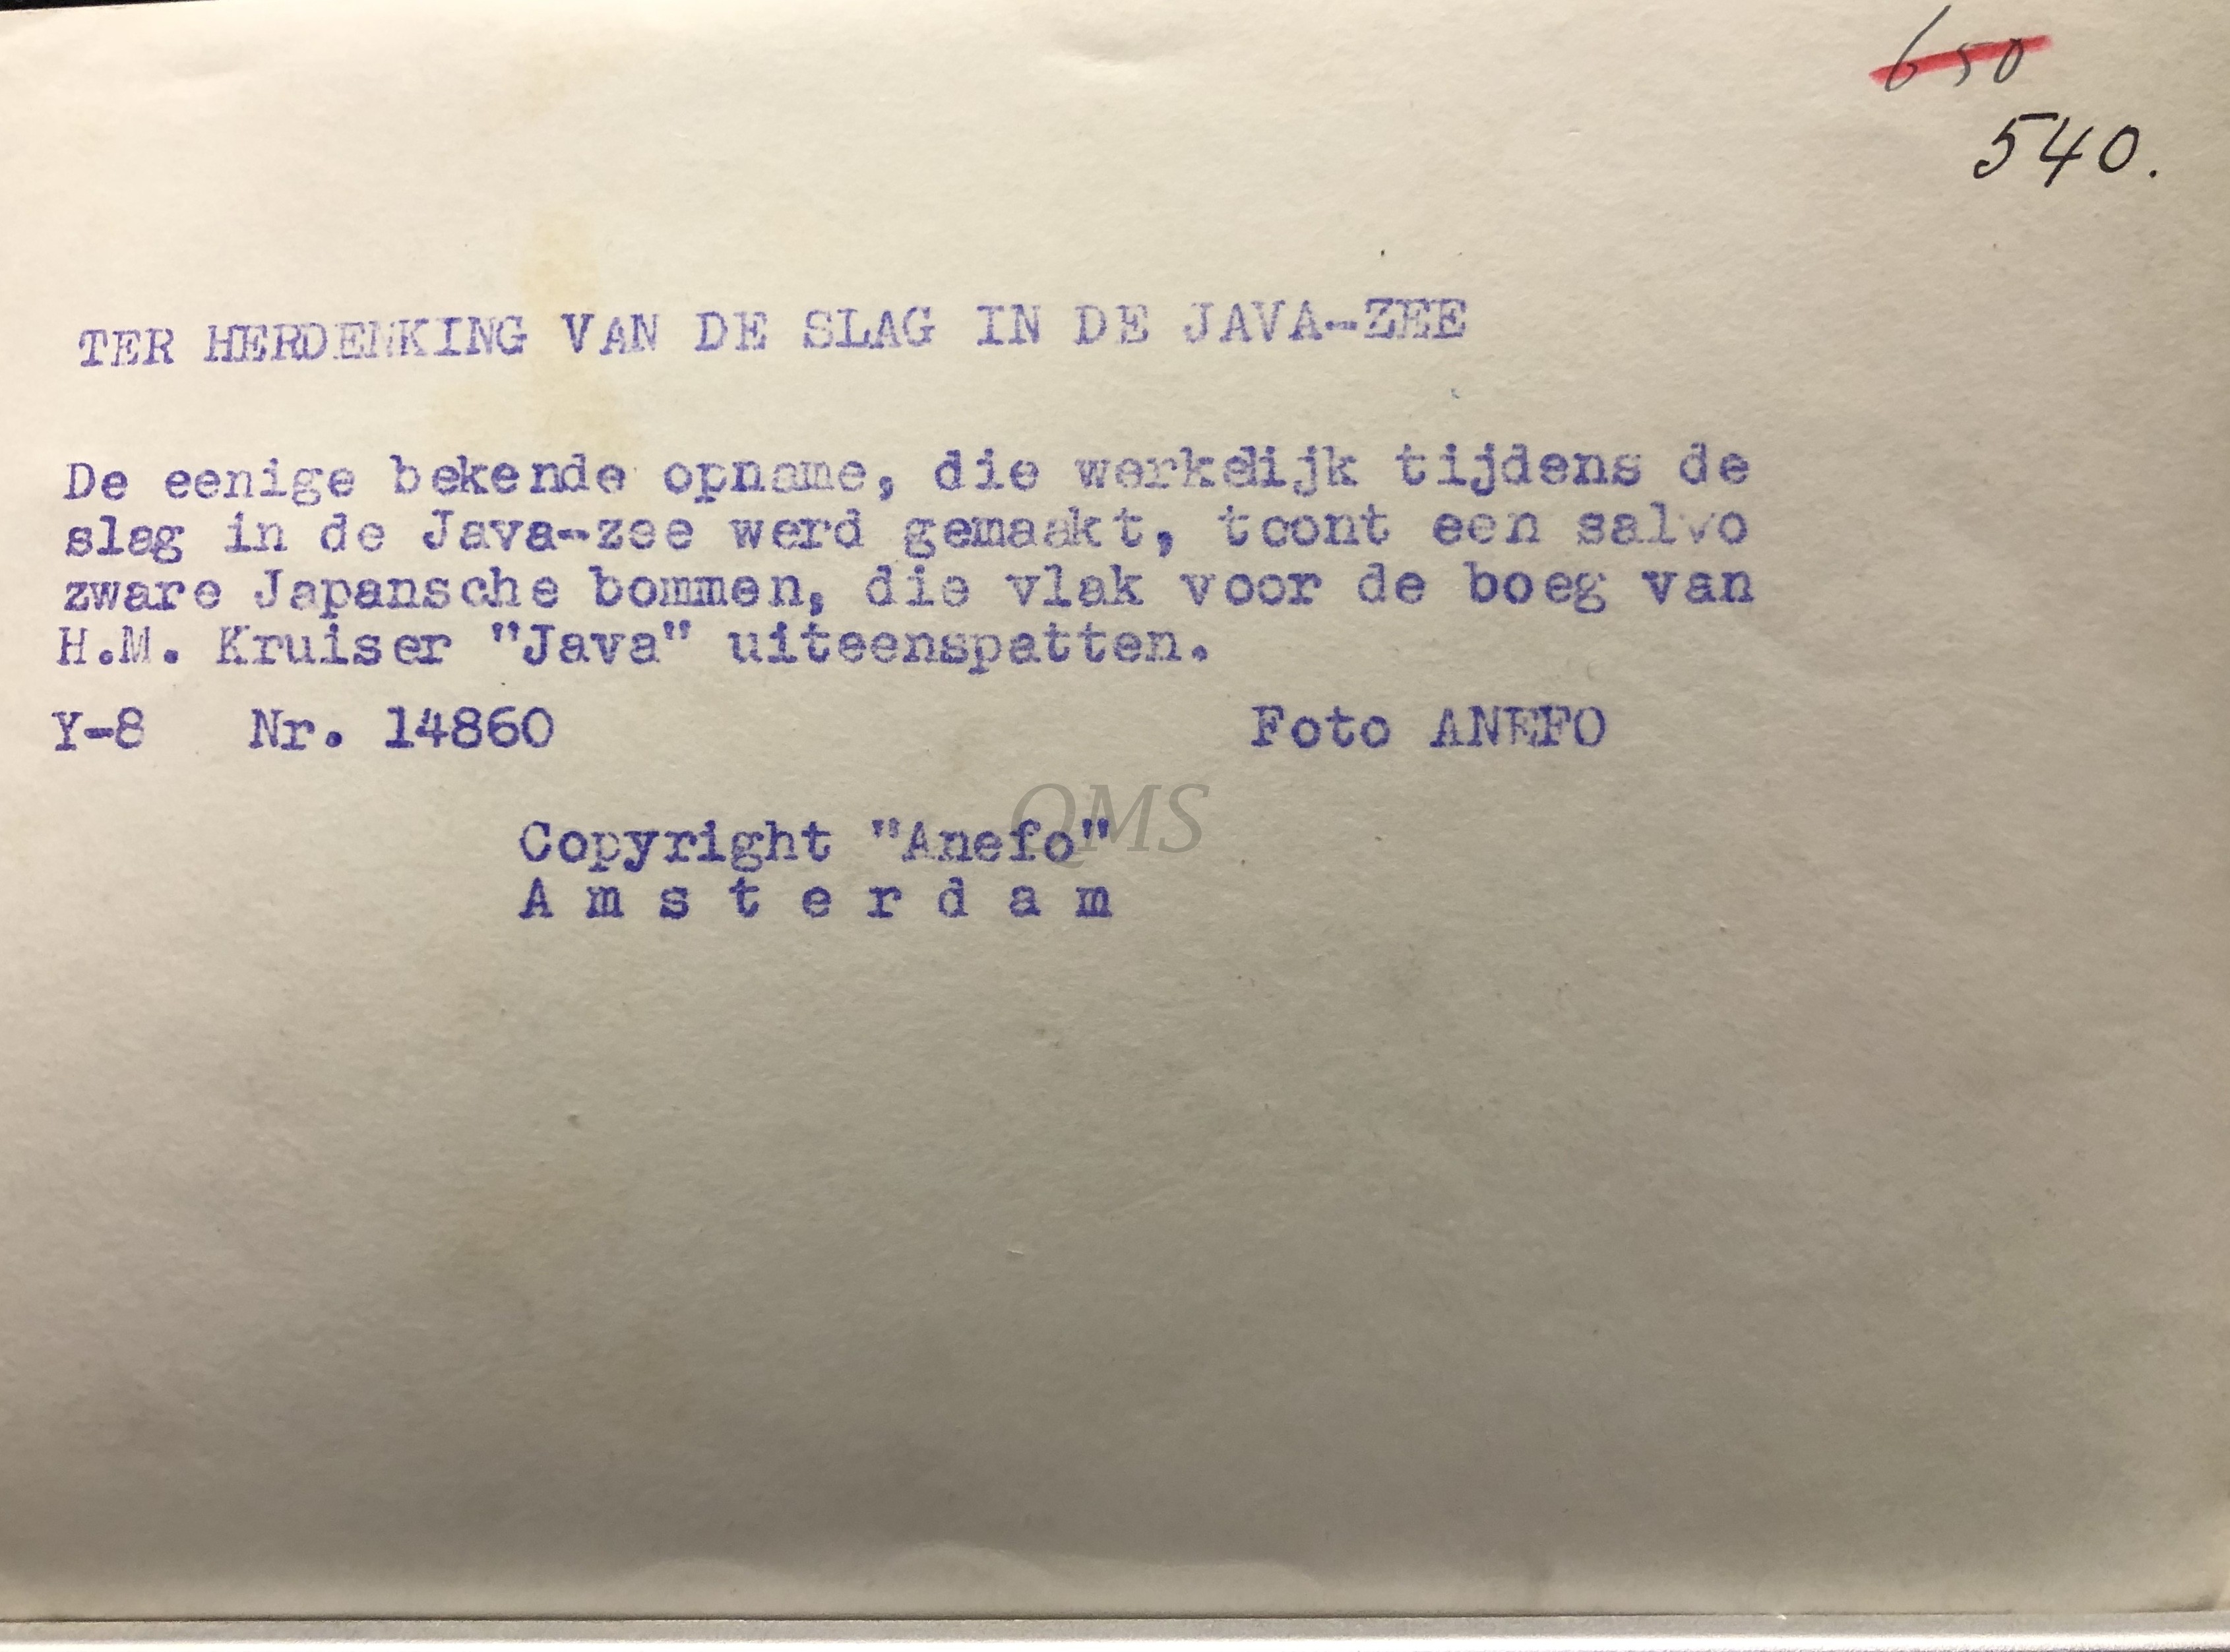 650
540.
TER HERDENKING VAN DE SLAG IN DE JAVA-ZEE
De eenige bekende opname, die werkelijk tijdens de
slag in de Java-zee werd gemaakt, toont een salvo
zware Japansche bommen, die vlak voor de boeg van
H.M. Kruiser "Java" uiteenspatten.
Y-8 Nr. 14860 Foto ANEFO
QMS
Copyright "Anefo"
Amsterdam